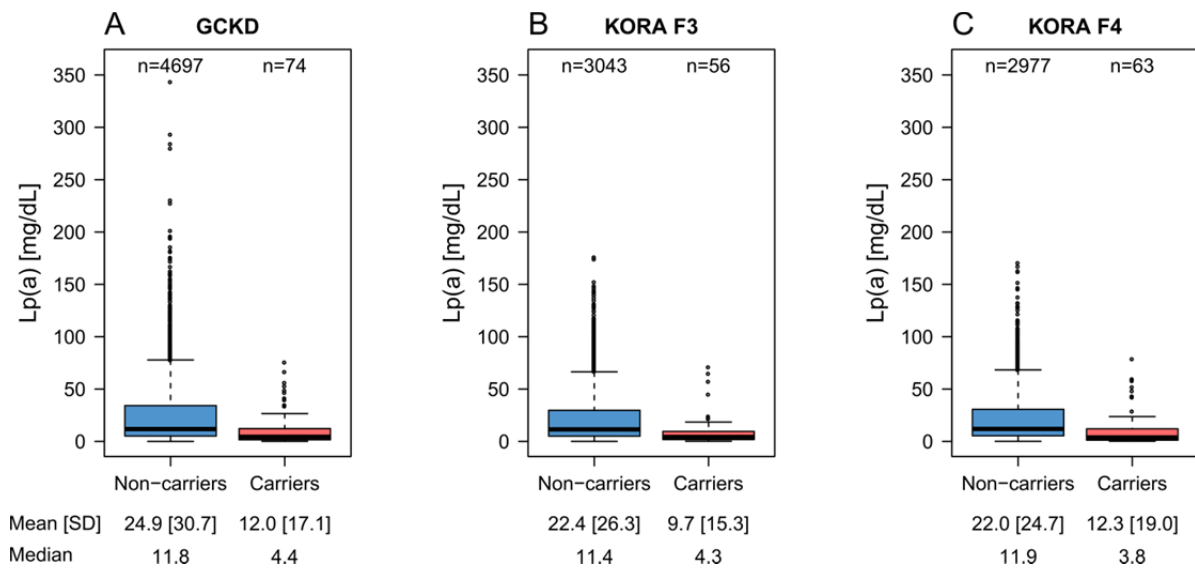 A GCKD
n=4697 n=74
350
300
250
200
150
100
50
0
Lp(a) [mg/dL]
Non−carriers Carriers
B KORA F3
n=3043 n=56
350
300
250
200
150
100
50
0
Lp(a) [mg/dL]
Non−carriers Carriers
C KORA F4
n=2977 n=63
350
300
250
200
150
100
50
0
Lp(a) [mg/dL]
Non−carriers Carriers
Mean [SD] 24.9 [30.7] 12.0 [17.1] 22.4 [26.3] 9.7 [15.3] 22.0 [24.7] 12.3 [19.0]
Median 11.8 4.4 11.4 4.3 11.9 3.8